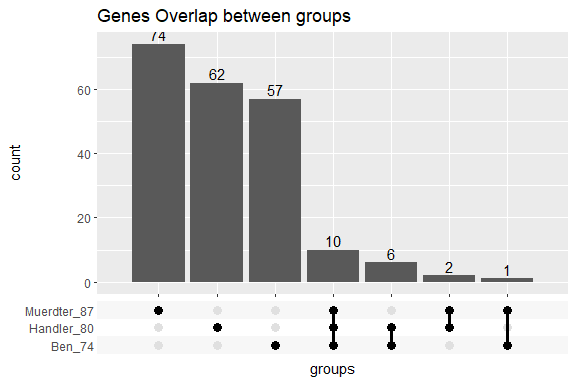 Genes Overlap between groups
74
62
57
10
6
2
1
60
40
20
0
count
Muerdter_87
Handler_80
Ben_74
groups